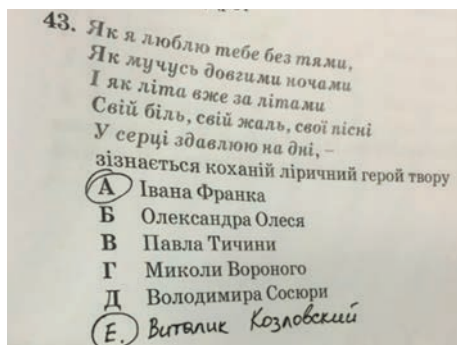 43. Як я люблю тебе без тями,
Як мучусь довгими ночами
І як літа вже за літами
Свій біль, свій жаль, свої пісні
У серці здавлюю на дні, –
зізнається коханій ліричний герой твору
А Івана Франка
Б Олександра Олеся
В Павла Тичини
Г Миколи Вороного
Д Володимира Сосюри
Е. Виталик Козловский